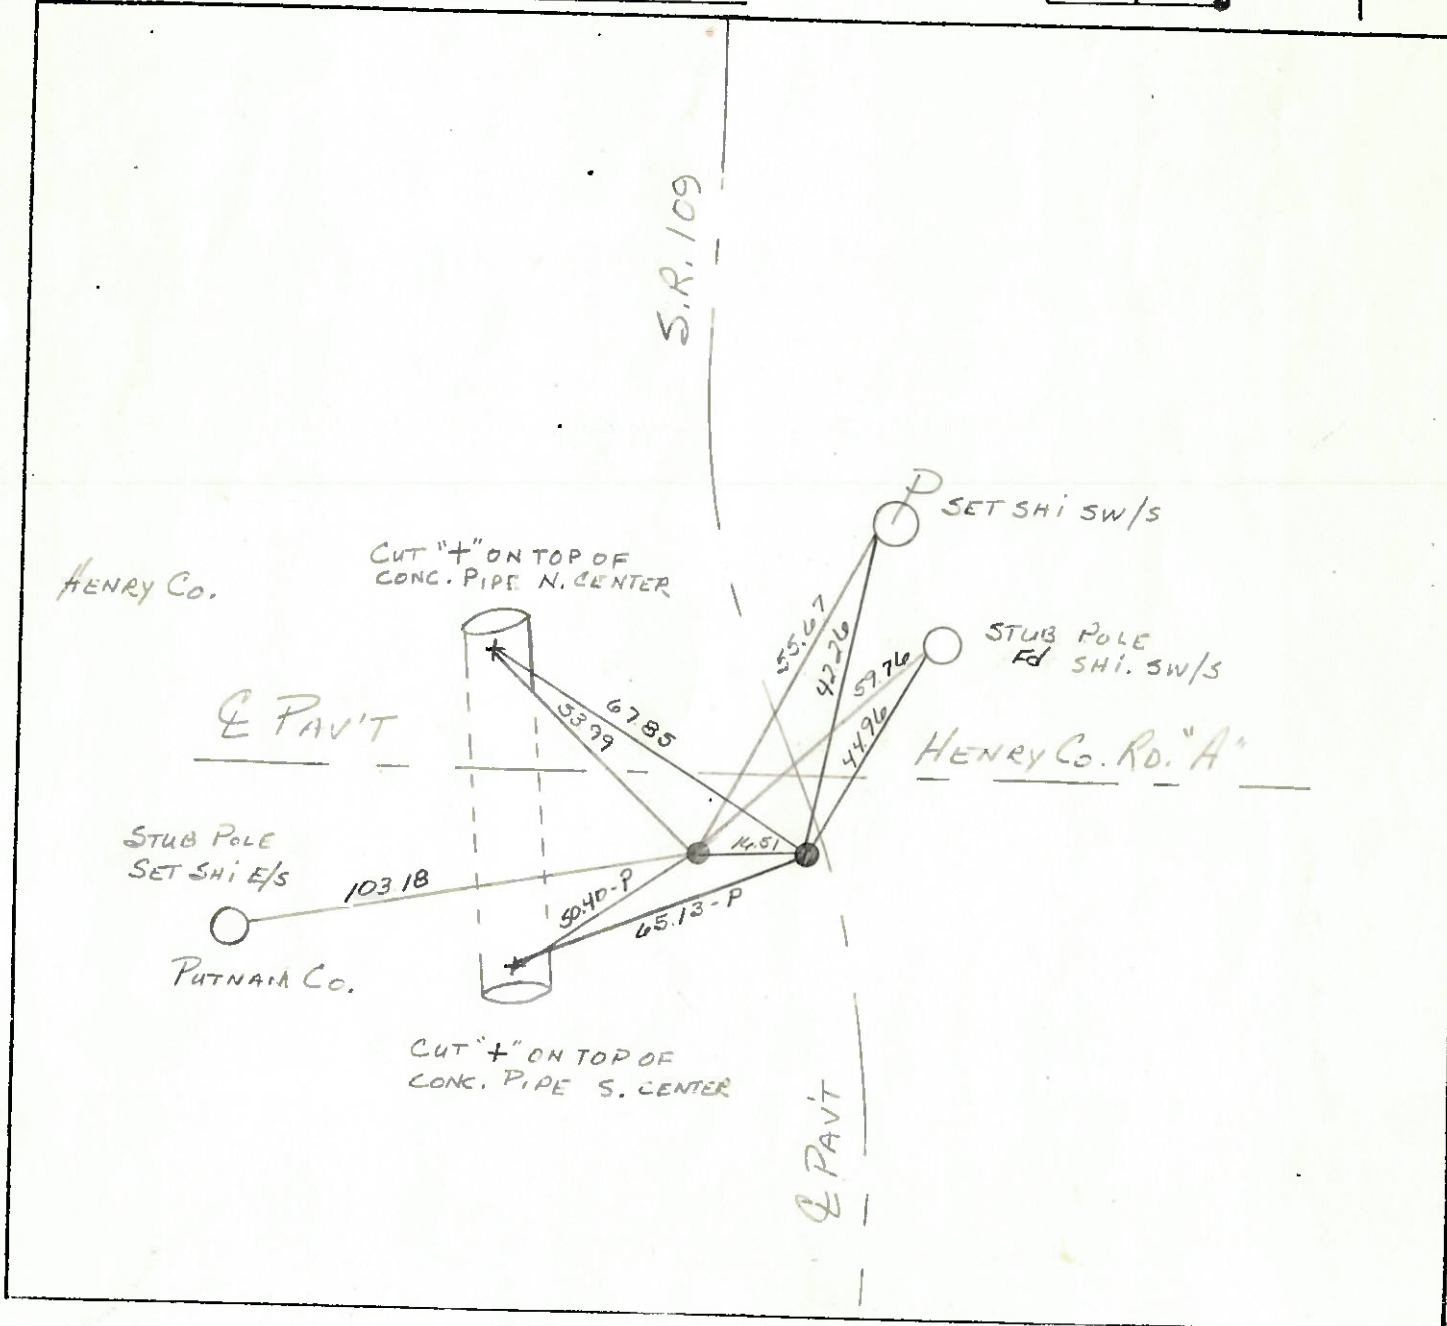 S.R. 109
P
SET SHi SW/S
CUT "+" ON TOP OF
CONC. PIPE N. CENTER
HENRY CO.
STUB POLE
Fd SHi. SW/S
55.67
42.26
59.76
44.96
67.85
53.99
℄ PAV'T
HENRY CO. RD. "A"
STUB POLE
SET SHi E/S
103.18
14.51
50.40-P
65.13-P
PUTNAM CO.
CUT "+" ON TOP OF
CONC. PIPE S. CENTER
℄ PAV'T